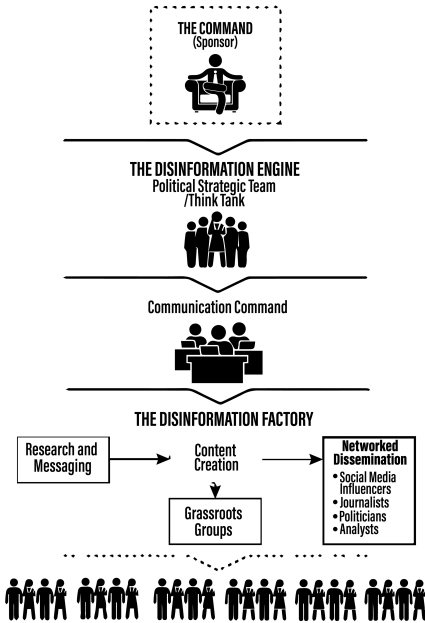 THE COMMAND
(Sponsor)
THE DISINFORMATION ENGINE
Political Strategic Team
/Think Tank
Communication Command
THE DISINFORMATION FACTORY
Research and
Messaging
Content
Creation
Networked
Dissemination
• Social Media
Influencers
• Journalists
• Politicians
• Analysts
Grassroots
Groups